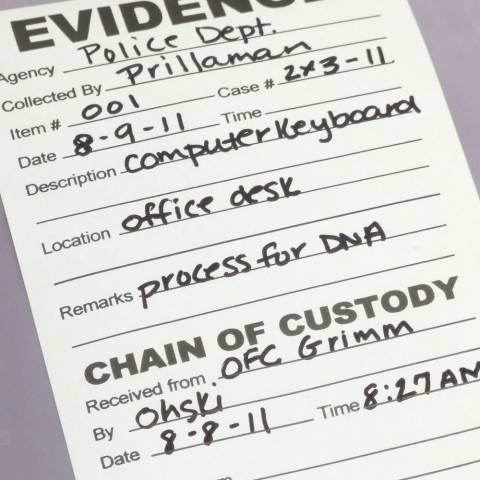 EVIDENCE
Agency Police Dept.
Collected By Prillaman
Item # 001 Case # 2x3-11
Date 8-9-11 Time
Description computer keyboard
Location office desk
Remarks process for DNA
CHAIN OF CUSTODY
Received from OFC Grimm
By Ohski
Date 8-8-11 Time 8:27 AM